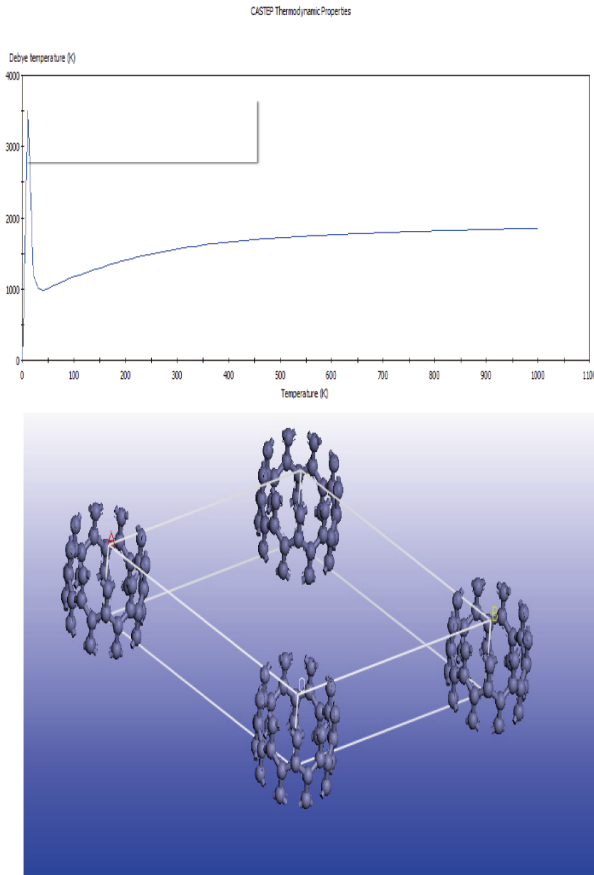 CASTEP Thermodynamic Properties
Debye temperature (K)
4000
3000
2000
1000
0
0 100 200 300 400 500 600 700 800 900 1000 1100
Temperature (K)
A
B
O